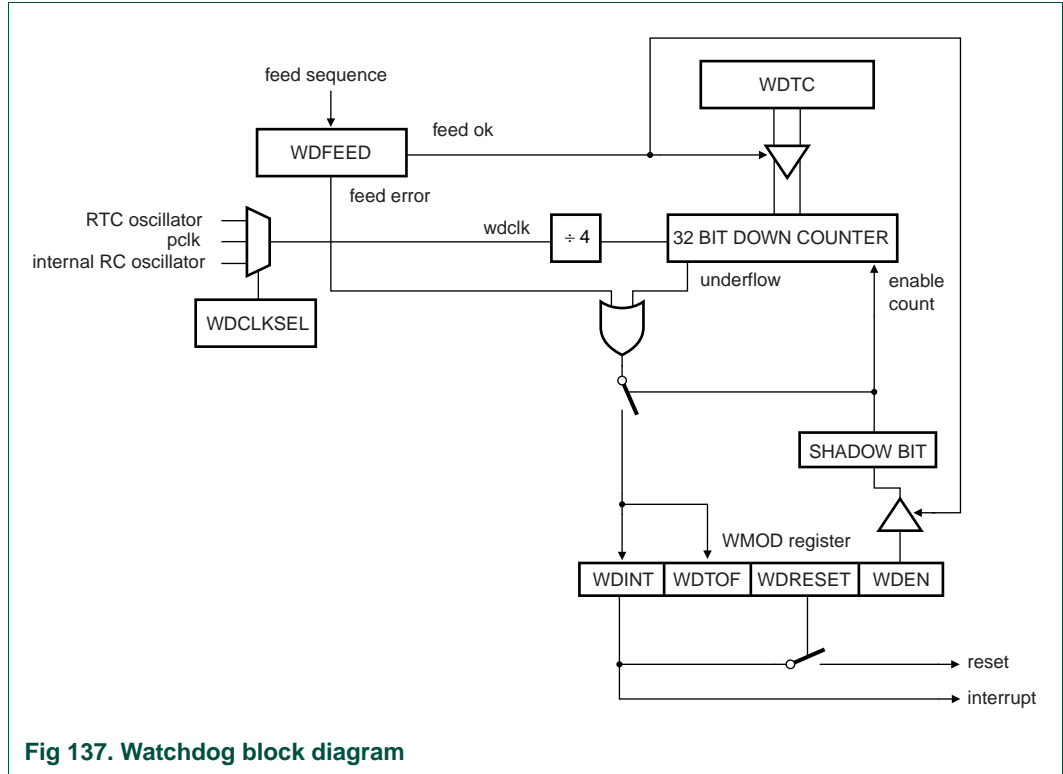 feed sequence
WDTC
feed ok
WDFEED
feed error
RTC oscillator
pclk
internal RC oscillator
wdclk
÷ 4
32 BIT DOWN COUNTER
underflow
enable
count
WDCLKSEL
SHADOW BIT
WMOD register
WDINT
WDTOF
WDRESET
WDEN
reset
interrupt
Fig 137. Watchdog block diagram